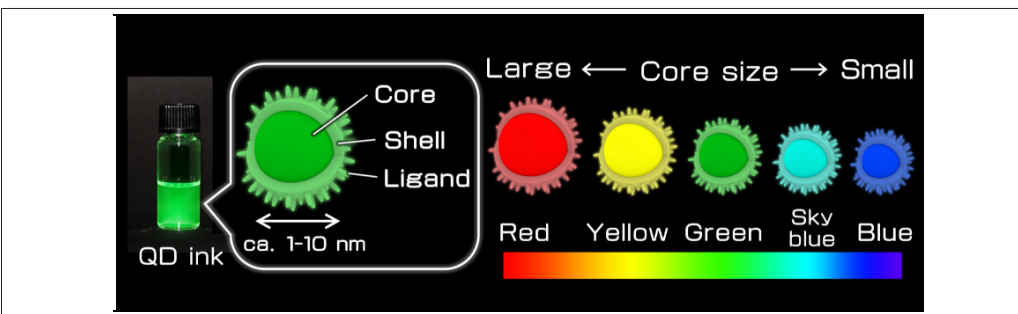 Large ← Core size → Small
Core
Shell
Ligand
ca. 1-10 nm
QD ink
Red
Yellow
Green
Sky
blue
Blue